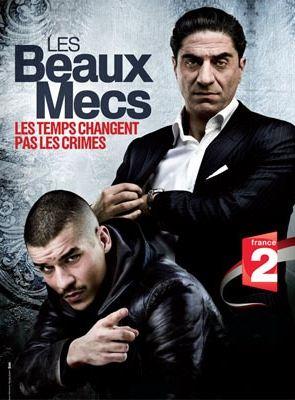 LES
Beaux
Mecs
LES TEMPS CHANGENT
PAS LES CRIMES
france
2